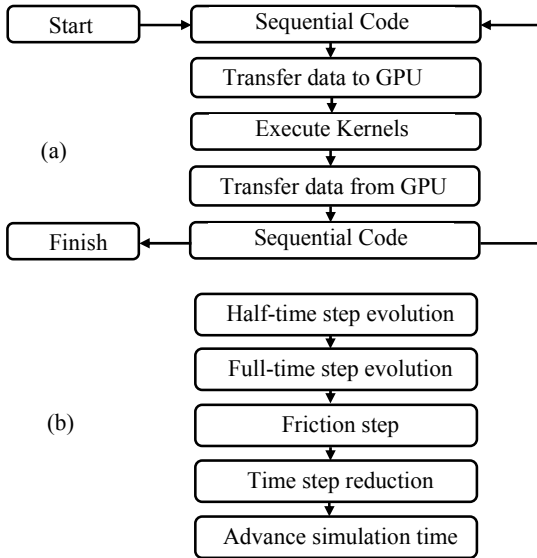 Start
Sequential Code
Transfer data to GPU
Execute Kernels
(a)
Transfer data from GPU
Finish
Sequential Code
Half-time step evolution
Full-time step evolution
(b)
Friction step
Time step reduction
Advance simulation time